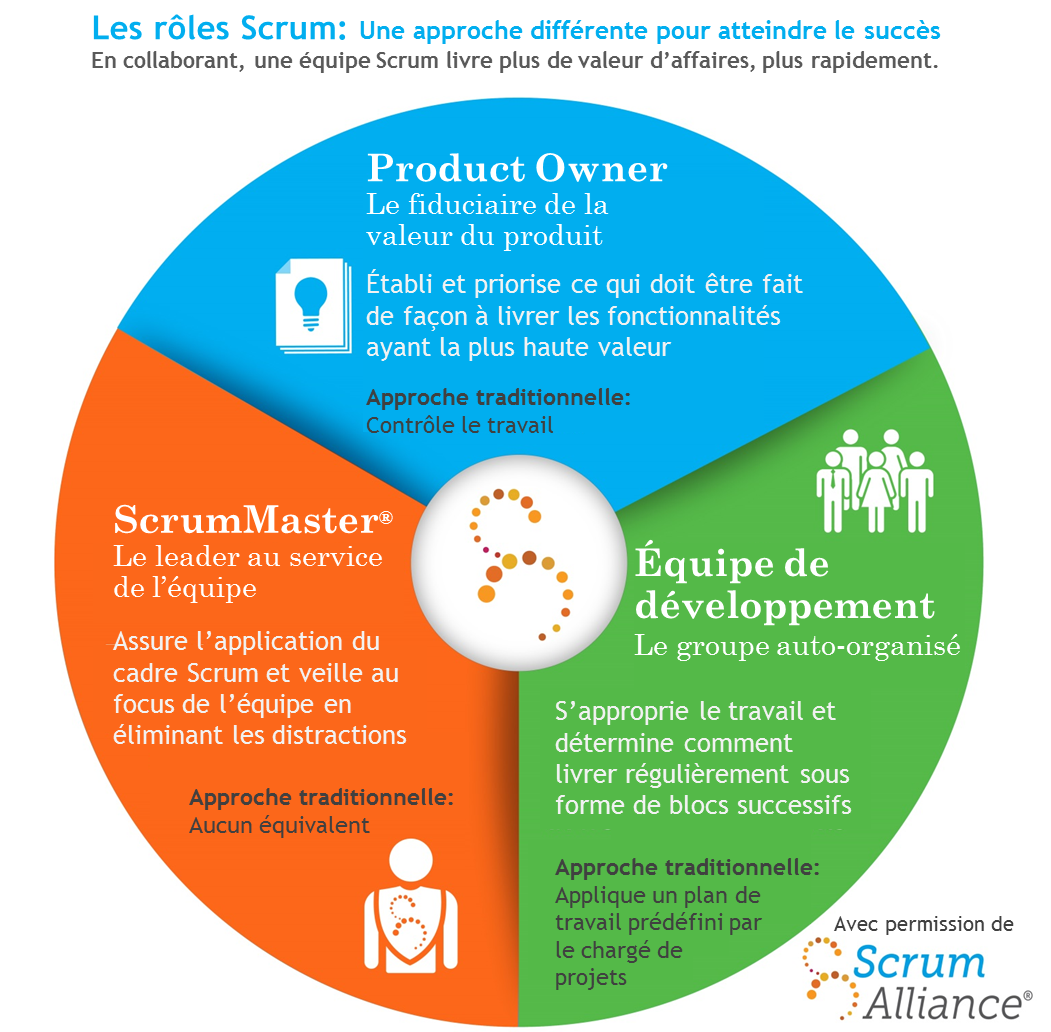 Les rôles Scrum: Une approche différente pour atteindre le succès
En collaborant, une équipe Scrum livre plus de valeur d’affaires, plus rapidement.
Product Owner
Le fiduciaire de la
valeur du produit
Établi et priorise ce qui doit être fait
de façon à livrer les fonctionnalités
ayant la plus haute valeur
Approche traditionnelle:
Contrôle le travail
ScrumMaster®
Le leader au service
de l’équipe
Assure l’application du
cadre Scrum et veille au
focus de l’équipe en
éliminant les distractions
Approche traditionnelle:
Aucun équivalent
Équipe de
développement
Le groupe auto-organisé
S’approprie le travail et
détermine comment
livrer régulièrement sous
forme de blocs successifs
Approche traditionnelle:
Applique un plan de
travail prédéfini par
le chargé de
projets
Avec permission de
Scrum
Alliance®